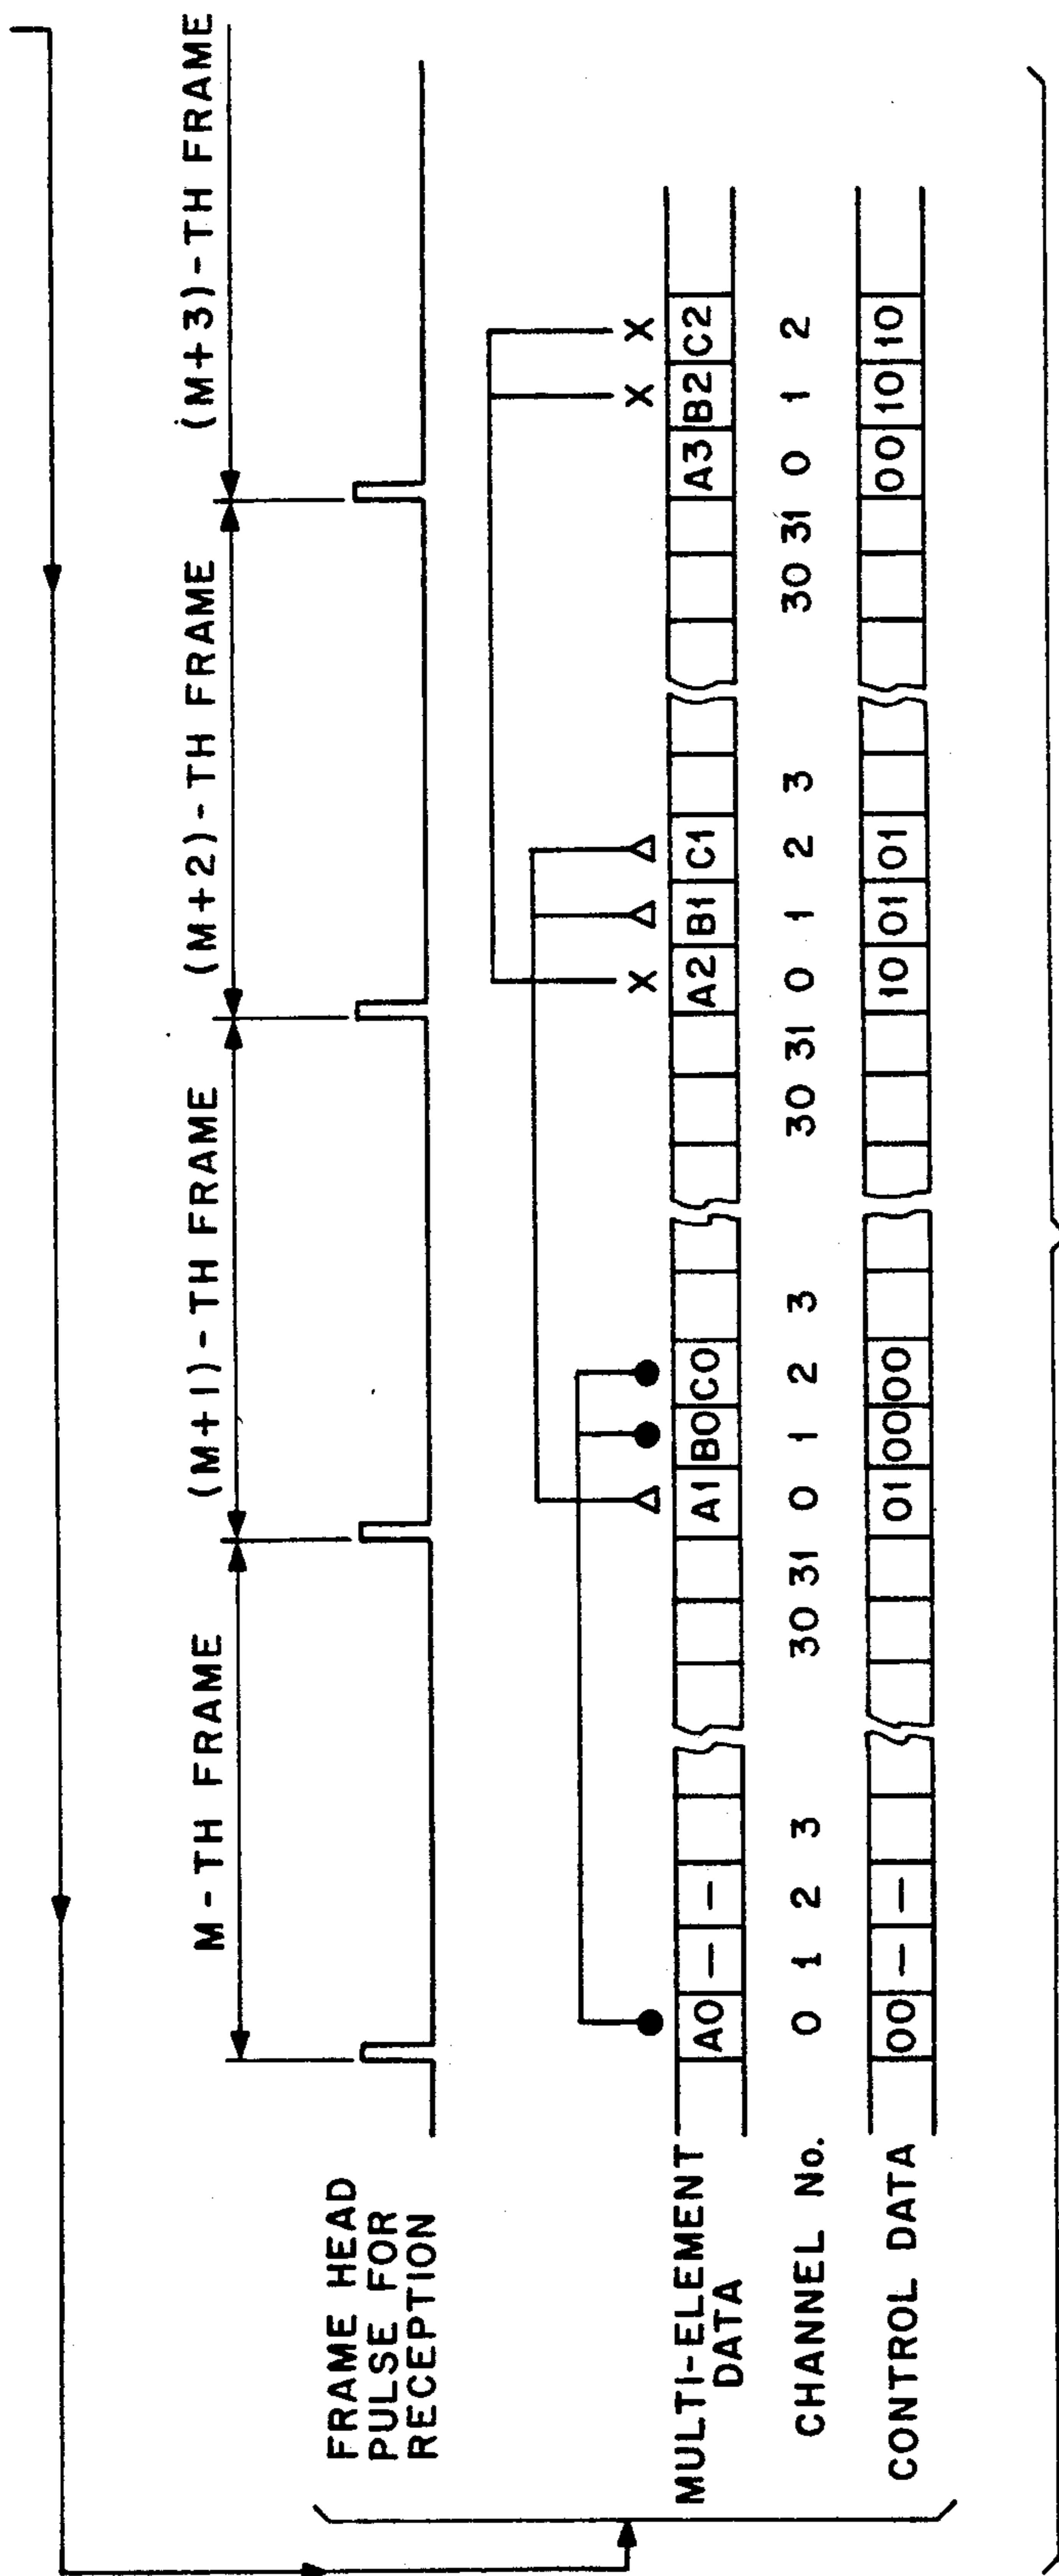 M-TH FRAME (M+1)-TH FRAME (M+2)-TH FRAME (M+3)-TH FRAME
FRAME HEAD
PULSE FOR
RECEPTION
X X X
MULTI-ELEMENT
DATA
A0 — — A1 B0 C0 A2 B1 C1 A3 B2 C2
CHANNEL No. 0 1 2 3 30 31 0 1 2 3 30 31 0 1 2 3 30 31 0 1 2
CONTROL DATA 00 — — 01 00 00 10 01 01 00 10 10